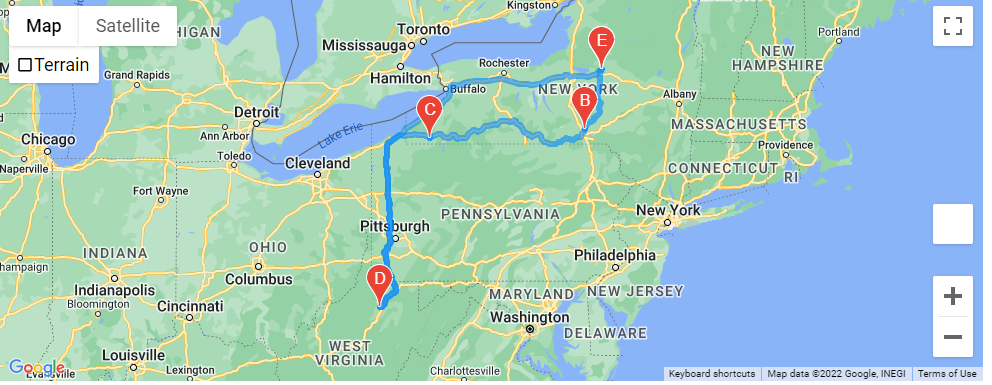 Map
Satellite
Terrain
HIGAN
Kingston
Toronto
Mississauga
Portland
Grand Rapids
Hamilton
Rochester
NEW
HAMPSHIRE
Buffalo
NEW YORK
Albany
Detroit
Ann Arbor
Lake Erie
MASSACHUSETTS
Chicago
Naperville
Toledo
Cleveland
Providence
CONNECTICUT
RI
Fort Wayne
PENNSYLVANIA
New York
Pittsburgh
OHIO
INDIANA
Philadelphia
Columbus
champaign
Indianapolis
Bloomington
MARYLAND
NEW JERSEY
Cincinnati
Washington
DELAWARE
WEST
VIRGINIA
Louisville
Charlottesville
Evansville
Lexington
E
B
C
D
Google
Keyboard shortcuts
Map data ©2022 Google, INEGI
Terms of Use